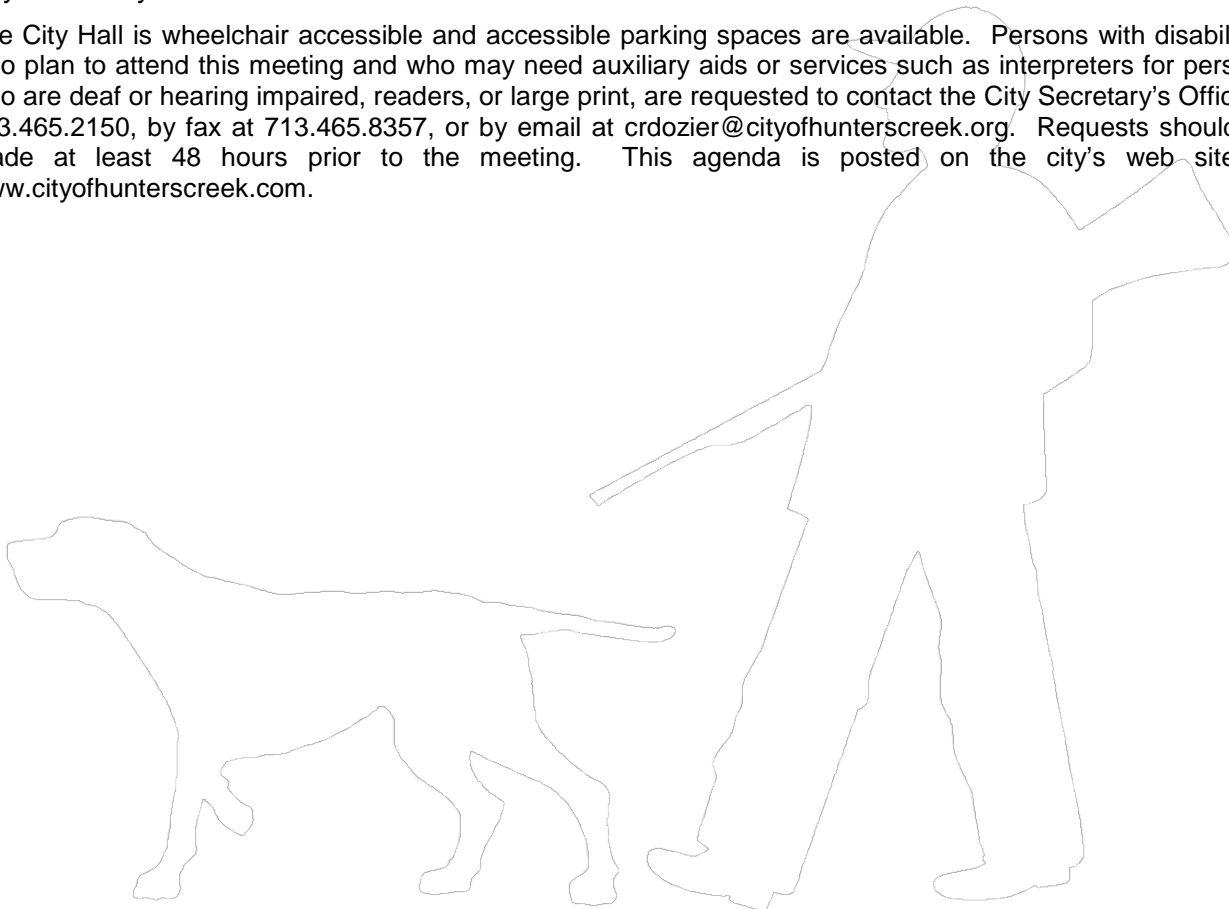 e City Hall is wheelchair accessible and accessible parking spaces are available. Persons with disabil
o plan to attend this meeting and who may need auxiliary aids or services such as interpreters for pers
o are deaf or hearing impaired, readers, or large print, are requested to contact the City Secretary’s Offic
3.465.2150, by fax at 713.465.8357, or by email at crdozier@cityofhunterscreek.org. Requests should
ade at least 48 hours prior to the meeting. This agenda is posted on the city’s web site
ww.cityofhunterscreek.com.